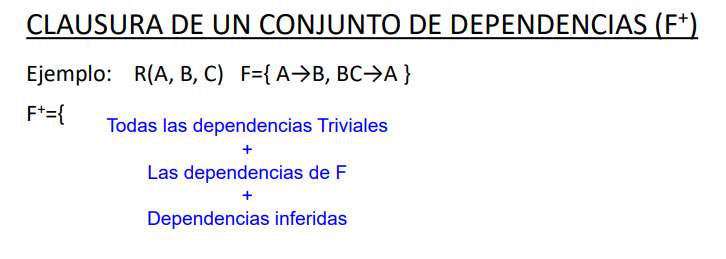 CLAUSURA DE UN CONJUNTO DE DEPENDENCIAS (F⁺)
Ejemplo: R(A, B, C) F={ A→B, BC→A }
F⁺={
Todas las dependencias Triviales
+
Las dependencias de F
+
Dependencias inferidas